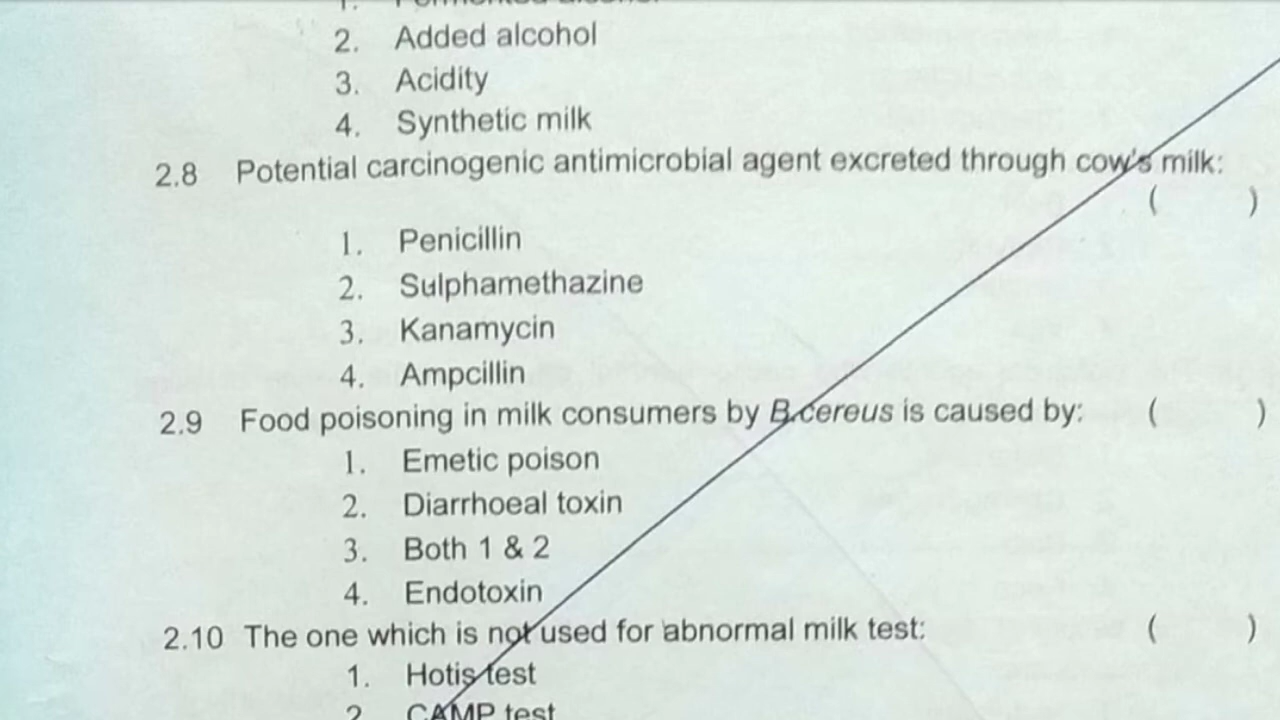 2. Added alcohol
3. Acidity
4. Synthetic milk
2.8 Potential carcinogenic antimicrobial agent excreted through cow's milk:
( )
1. Penicillin
2. Sulphamethazine
3. Kanamycin
4. Ampcillin
2.9 Food poisoning in milk consumers by B.cereus is caused by: ( )
1. Emetic poison
2. Diarrhoeal toxin
3. Both 1 & 2
4. Endotoxin
2.10 The one which is not used for abnormal milk test: ( )
1. Hotis test
2. CAMP test